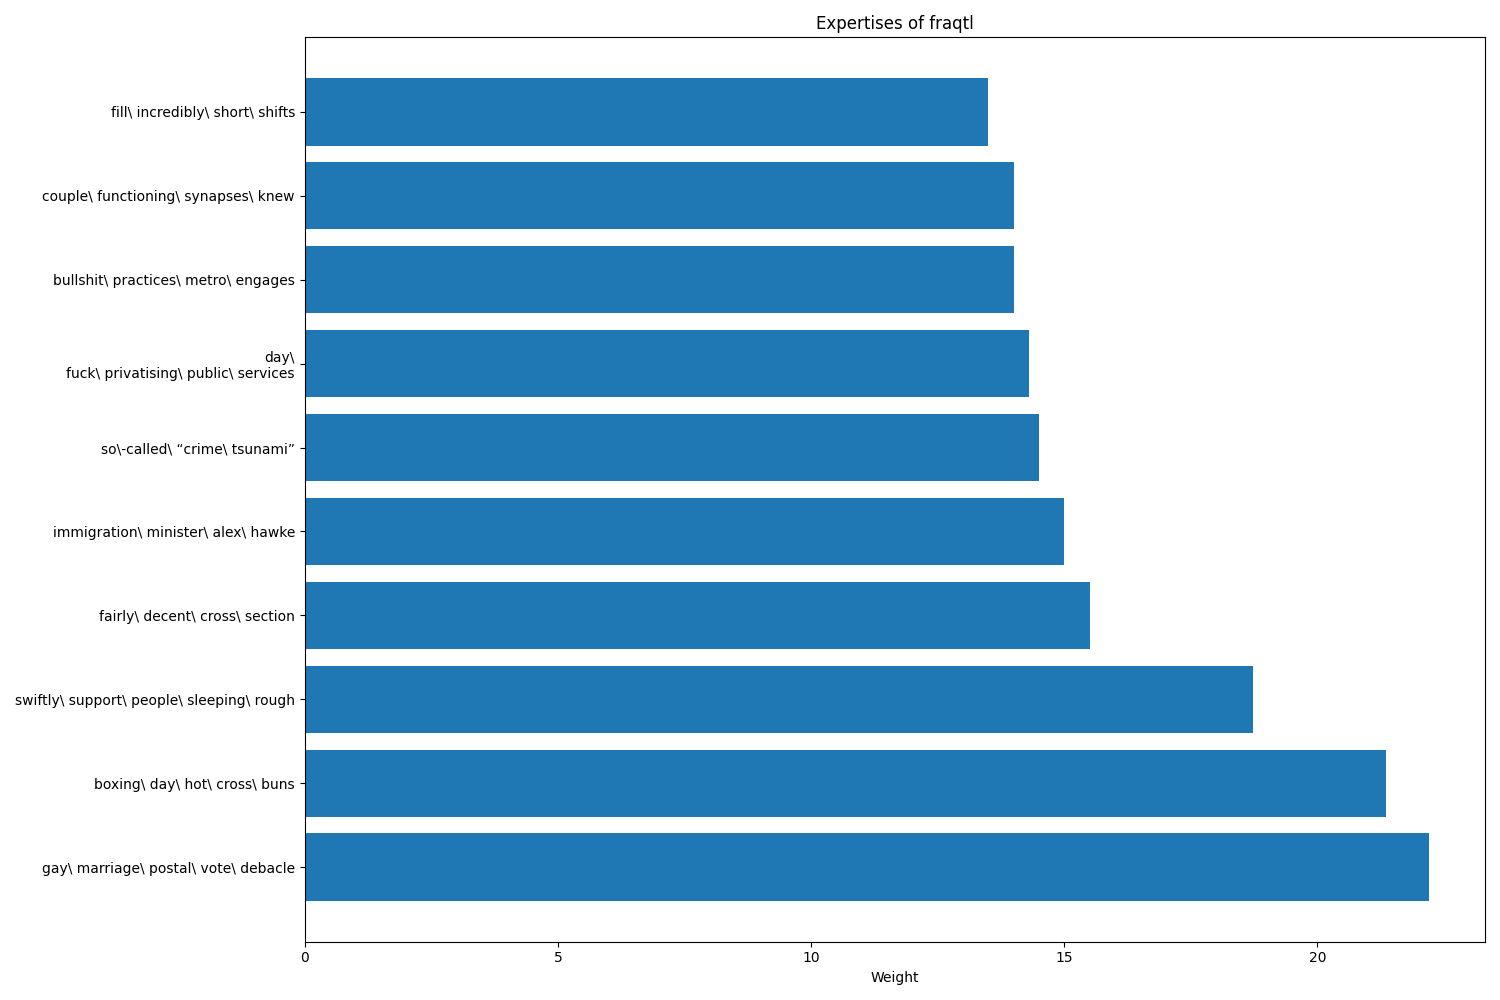 Expertises of fraqtl
fill\ incredibly\ short\ shifts
couple\ functioning\ synapses\ knew
bullshit\ practices\ metro\ engages
day\
fuck\ privatising\ public\ services
so\-called\ “crime\ tsunami”
immigration\ minister\ alex\ hawke
fairly\ decent\ cross\ section
swiftly\ support\ people\ sleeping\ rough
boxing\ day\ hot\ cross\ buns
gay\ marriage\ postal\ vote\ debacle
0 5 10 15 20
Weight